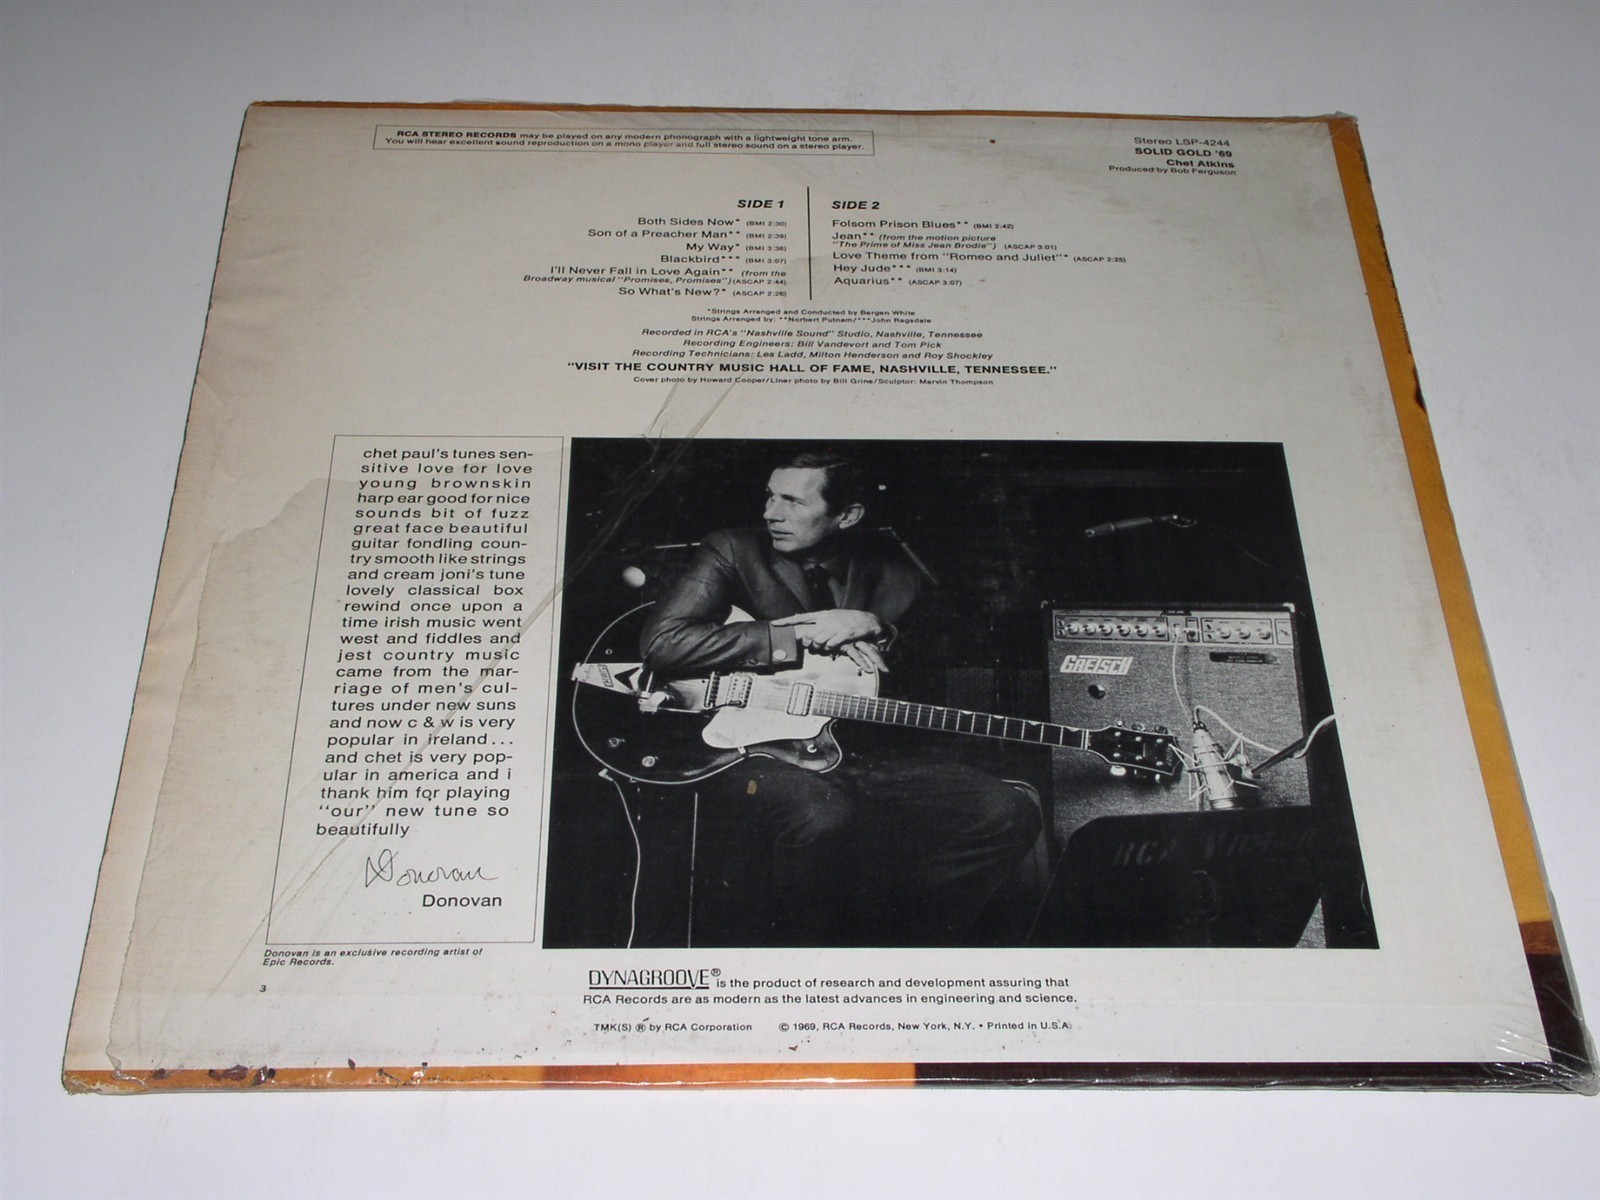 RCA STEREO RECORDS may be played on any modern phonograph with a lightweight tone arm.
You will hear excellent sound reproduction on a mono player and full stereo sound on a stereo player.
Stereo LSP-4244
SOLID GOLD '69
Chet Atkins
Produced by Bob Ferguson
SIDE 1
Both Sides Now* (BMI 2:30)
Son of a Preacher Man** (BMI 2:39)
My Way* (BMI 3:36)
Blackbird*** (BMI 3:07)
I'll Never Fall in Love Again** (from the
Broadway musical "Promises, Promises") (ASCAP 2:44)
So What's New?* (ASCAP 2:26)
SIDE 2
Folsom Prison Blues** (BMI 2:42)
Jean** (from the motion picture
"The Prime of Miss Jean Brodie") (ASCAP 3:01)
Love Theme from "Romeo and Juliet"* (ASCAP 2:25)
Hey Jude*** (BMI 3:14)
Aquarius** (ASCAP 3:07)
*Strings Arranged and Conducted by Bergen White
Strings Arranged by: **Norbert Putnam/***John Ragsdale
Recorded in RCA's "Nashville Sound" Studio, Nashville, Tennessee
Recording Engineers: Bill Vandevort and Tom Pick
Recording Technicians: Les Ladd, Milton Henderson and Roy Shockley
"VISIT THE COUNTRY MUSIC HALL OF FAME, NASHVILLE, TENNESSEE."
Cover photo by Howard Cooper/Liner photo by Bill Grine/Sculptor: Marvin Thompson
chet paul's tunes sen-
sitive love for love
young brownskin
harp ear good for nice
sounds bit of fuzz
great face beautiful
guitar fondling coun-
try smooth like strings
and cream joni's tune
lovely classical box
rewind once upon a
time irish music went
west and fiddles and
jest country music
came from the mar-
riage of men's cul-
tures under new suns
and now c & w is very
popular in ireland...
and chet is very pop-
ular in america and i
thank him for playing
"our" new tune so
beautifully
Donovan
Donovan
Donovan is an exclusive recording artist of
Epic Records.
3
GRETSCH
RCA VICTOR
DYNAGROOVE® is the product of research and development assuring that
RCA Records are as modern as the latest advances in engineering and science.
TMK(S) ® by RCA Corporation © 1969, RCA Records, New York, N.Y. • Printed in U.S.A.